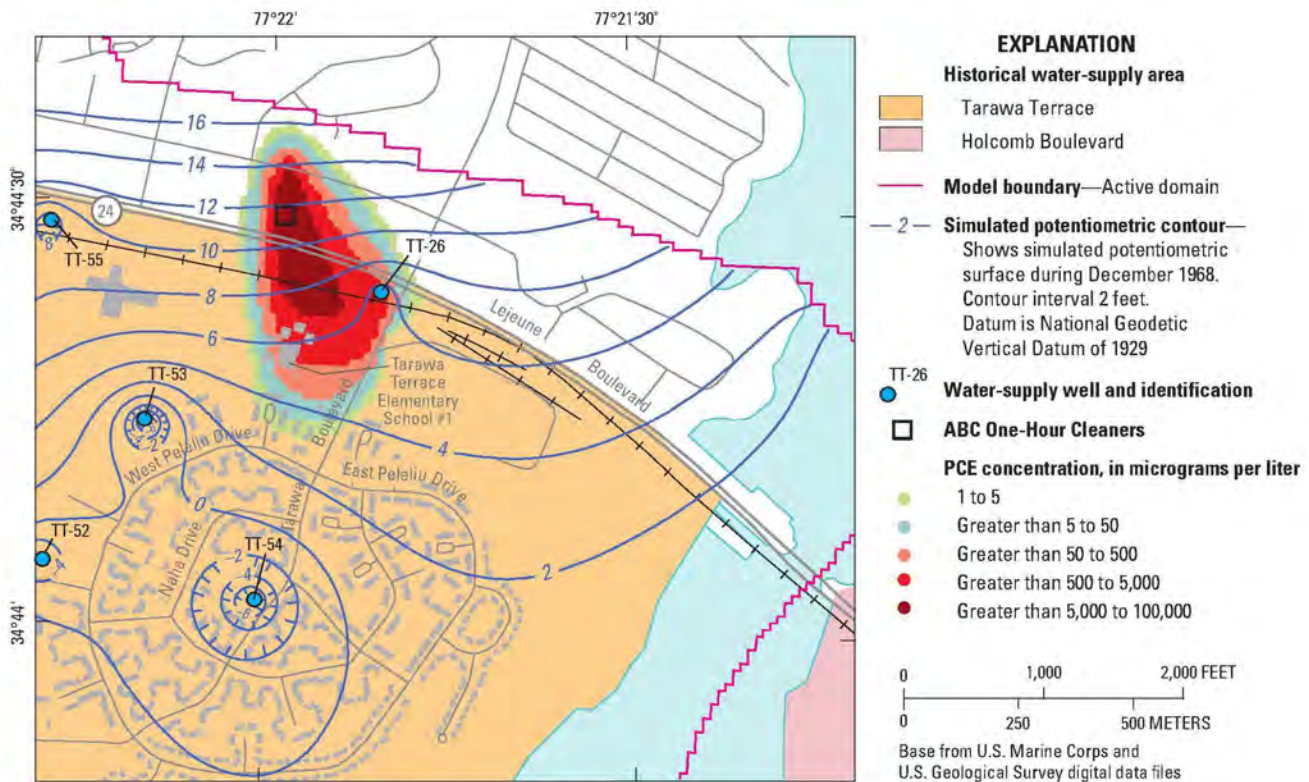 77°22' 77°21'30"
34°44'30"
34°44'
16
14
12
10
8
6
4
2
0
24
TT-26
TT-55
8
TT-53
-2
TT-52
-4
TT-54
-2
-4
-6
Lejeune
Boulevard
Tarawa
Terrace
Elementary
School #1
Tarawa Boulevard
West Peleliu Drive
East Peleliu Drive
Naha Drive
EXPLANATION
Historical water-supply area
Tarawa Terrace
Holcomb Boulevard
Model boundary—Active domain
2 Simulated potentiometric contour—
Shows simulated potentiometric
surface during December 1968.
Contour interval 2 feet.
Datum is National Geodetic
Vertical Datum of 1929
TT-26
Water-supply well and identification
ABC One-Hour Cleaners
PCE concentration, in micrograms per liter
1 to 5
Greater than 5 to 50
Greater than 50 to 500
Greater than 500 to 5,000
Greater than 5,000 to 100,000
0 1,000 2,000 FEET
0 250 500 METERS
Base from U.S. Marine Corps and
U.S. Geological Survey digital data files